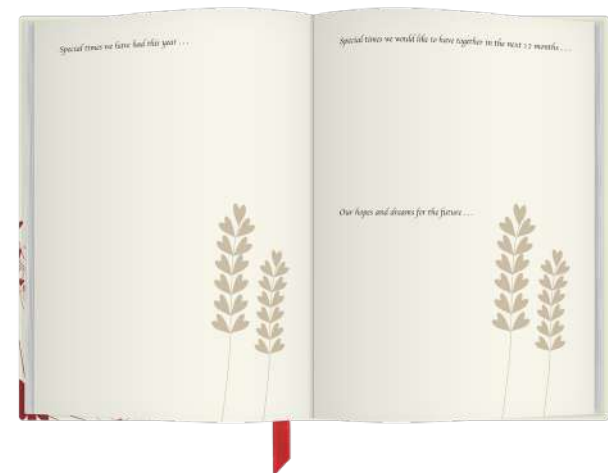 Special times we have had this year . . .
Special times we would like to have together in the next 12 months . . .
Our hopes and dreams for the future . . .